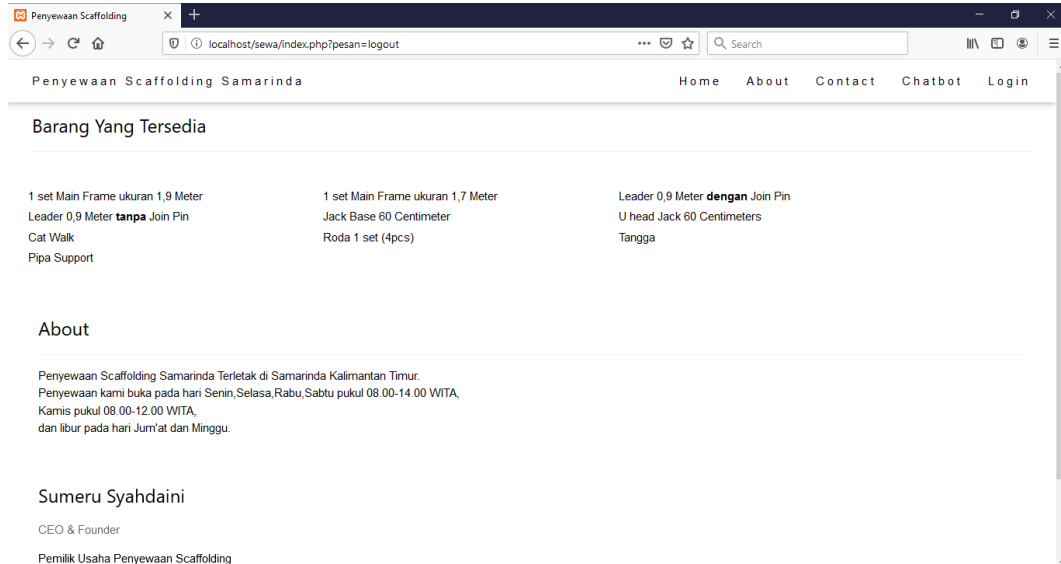 Penyewaan Scaffolding
localhost/sewa/index.php?pesan=logout
Search
Penyewaan Scaffolding Samarinda
Home About Contact Chatbot Login
Barang Yang Tersedia
1 set Main Frame ukuran 1,9 Meter
1 set Main Frame ukuran 1,7 Meter
Leader 0,9 Meter dengan Join Pin
Leader 0,9 Meter tanpa Join Pin
Jack Base 60 Centimeter
U head Jack 60 Centimeters
Cat Walk
Roda 1 set (4pcs)
Tangga
Pipa Support
About
Penyewaan Scaffolding Samarinda Terletak di Samarinda Kalimantan Timur.
Penyewaan kami buka pada hari Senin,Selasa,Rabu,Sabtu pukul 08.00-14.00 WITA,
Kamis pukul 08.00-12.00 WITA,
dan libur pada hari Jum'at dan Minggu.
Sumeru Syahdaini
CEO & Founder
Pemilik Usaha Penyewaan Scaffolding